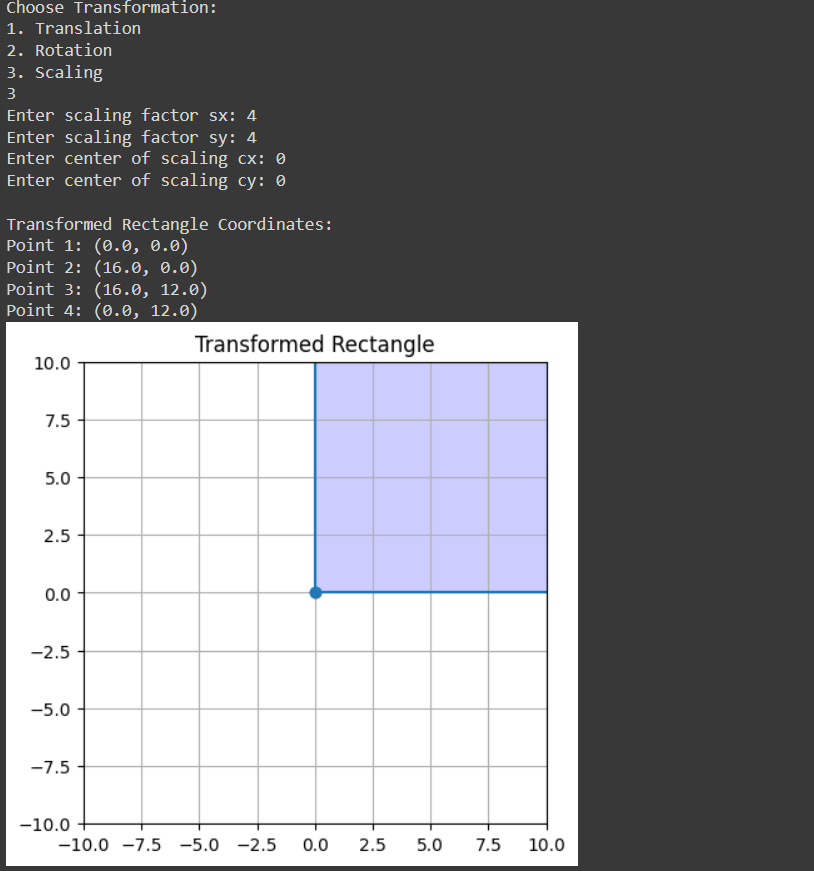 Choose Transformation:
1. Translation
2. Rotation
3. Scaling
3
Enter scaling factor sx: 4
Enter scaling factor sy: 4
Enter center of scaling cx: 0
Enter center of scaling cy: 0
Transformed Rectangle Coordinates:
Point 1: (0.0, 0.0)
Point 2: (16.0, 0.0)
Point 3: (16.0, 12.0)
Point 4: (0.0, 12.0)
Transformed Rectangle
10.0
7.5
5.0
2.5
0.0
−2.5
−5.0
−7.5
−10.0
−10.0 −7.5 −5.0 −2.5 0.0 2.5 5.0 7.5 10.0